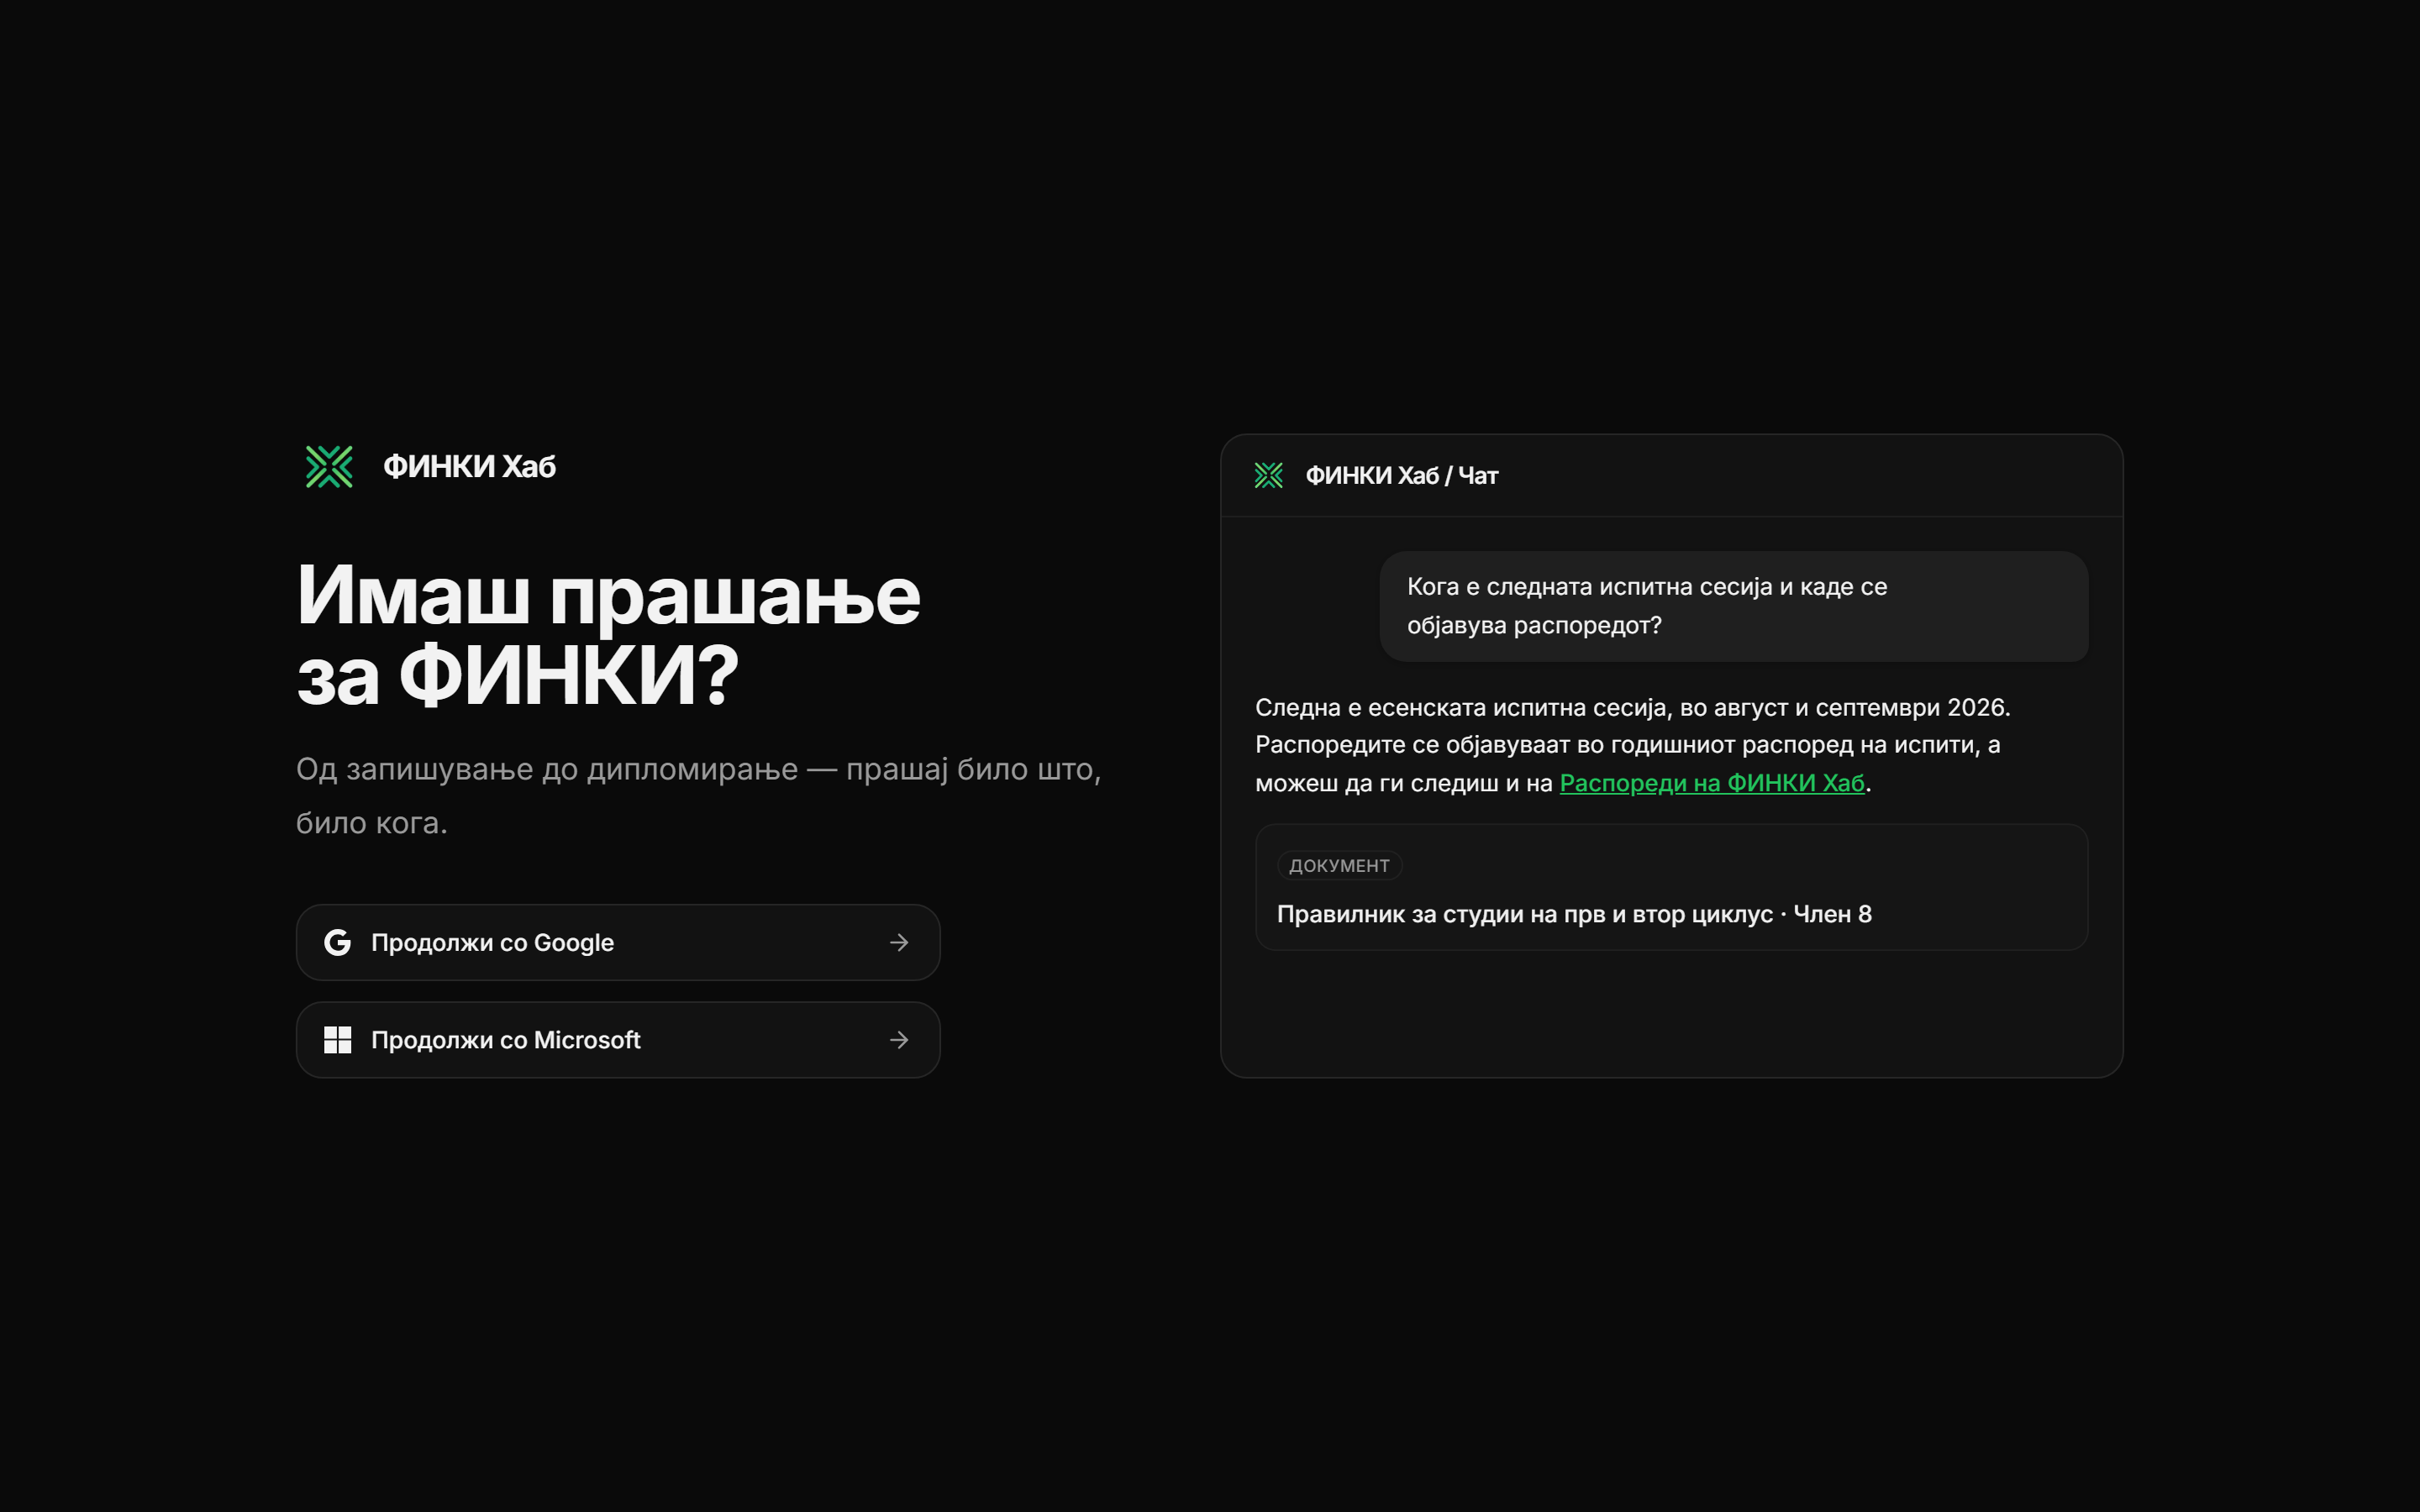 ФИНКИ Хаб
Имаш прашање
за ФИНКИ?
Од запишување до дипломирање — прашај било што,
било кога.
Продолжи со Google
Продолжи со Microsoft
ФИНКИ Хаб / Чат
Кога е следната испитна сесија и каде се
објавува распоредот?
Следна е есенската испитна сесија, во август и септември 2026.
Распоредите се објавуваат во годишниот распоред на испити, а
можеш да ги следиш и на Распореди на ФИНКИ Хаб.
ДОКУМЕНТ
Правилник за студии на прв и втор циклус · Член 8